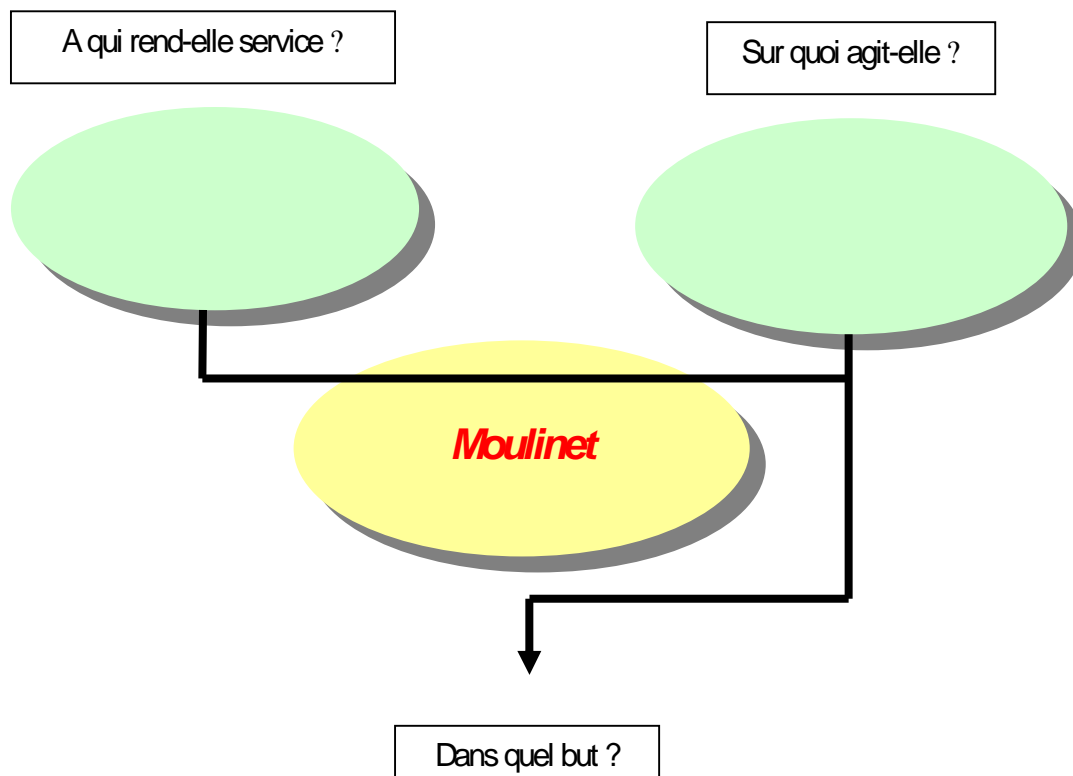 A qui rend-elle service ?
Sur quoi agit-elle ?
Moulinet
Dans quel but ?